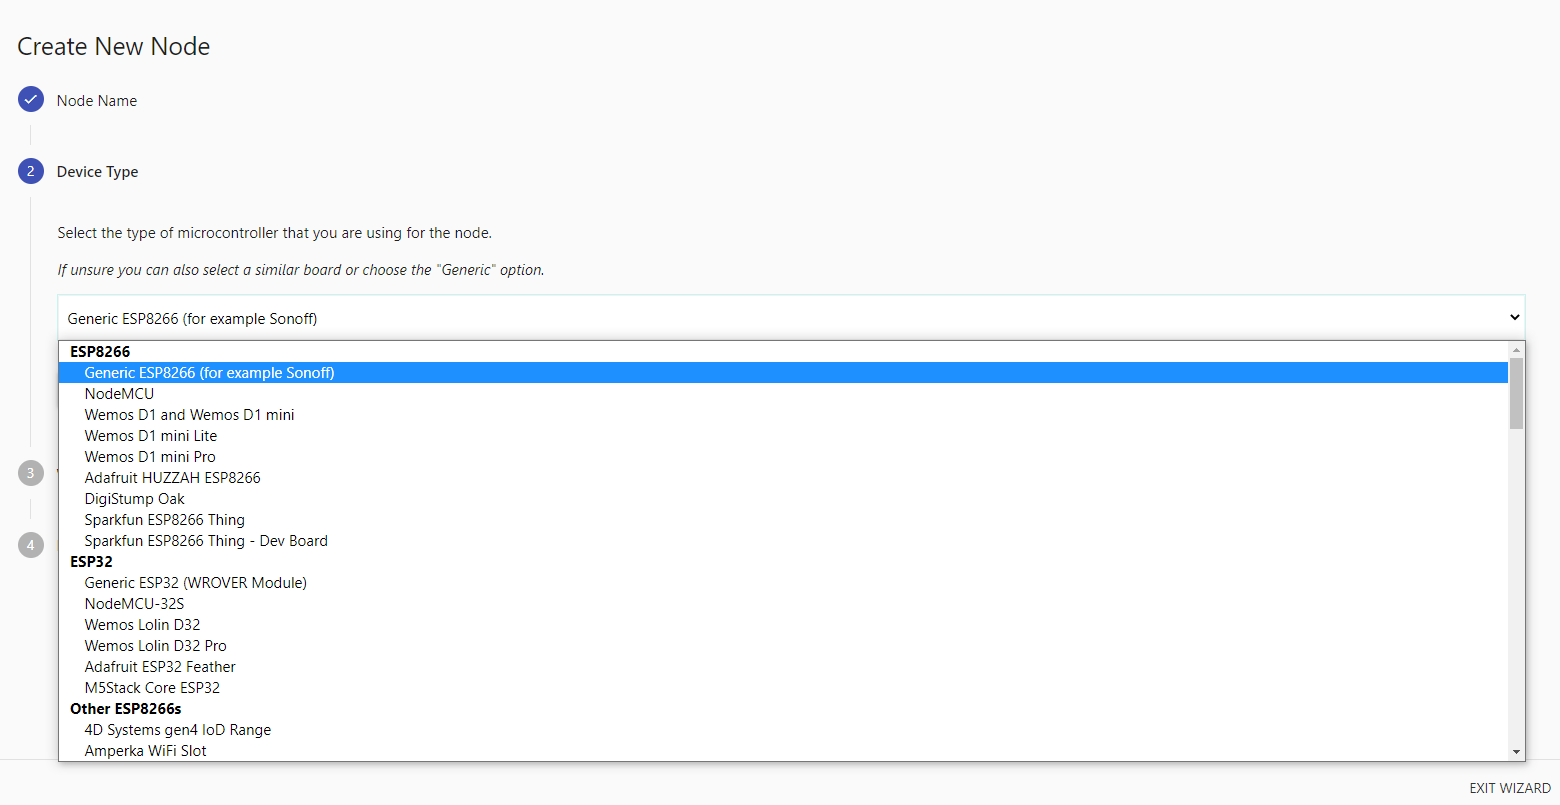 Create New Node
Node Name
2 Device Type
Select the type of microcontroller that you are using for the node.
If unsure you can also select a similar board or choose the "Generic" option.
Generic ESP8266 (for example Sonoff)
ESP8266
Generic ESP8266 (for example Sonoff)
NodeMCU
Wemos D1 and Wemos D1 mini
Wemos D1 mini Lite
Wemos D1 mini Pro
3
Adafruit HUZZAH ESP8266
DigiStump Oak
Sparkfun ESP8266 Thing
Sparkfun ESP8266 Thing - Dev Board
4
ESP32
Generic ESP32 (WROVER Module)
NodeMCU-32S
Wemos Lolin D32
Wemos Lolin D32 Pro
Adafruit ESP32 Feather
M5Stack Core ESP32
Other ESP8266s
4D Systems gen4 IoD Range
Amperka WiFi Slot
EXIT WIZARD